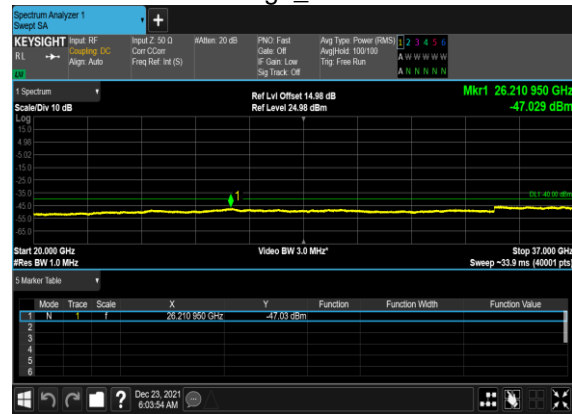 Spectrum Analyzer 1
Swept SA
KEYSIGHT
RL
Input: RF
Coupling: DC
Align: Auto
Input Z: 50 Ω
Corr CCorr
Freq Ref: Int (S)
#Atten: 20 dB
PNO: Fast
Gate: Off
IF Gain: Low
Sig Track: Off
Avg Type: Power (RMS)
Avg|Hold: 100/100
Trig: Free Run
1 2 3 4 5 6
A W W W W W
A N N N N N
1 Spectrum
Scale/Div 10 dB
Ref Lvl Offset 14.98 dB
Ref Level 24.98 dBm
Mkr1 26.210 950 GHz
-47.029 dBm
Log
15.0
4.98
-5.02
-15.0
-25.0
-35.0
-45.0
-55.0
-65.0
1
DL1 -40.00 dBm
Start 20.000 GHz
#Res BW 1.0 MHz
Video BW 3.0 MHz*
Stop 37.000 GHz
Sweep ~33.9 ms (40001 pts)
5 Marker Table
Mode Trace Scale X Y Function Function Width Function Value
1 N 1 f 26.210 950 GHz -47.03 dBm
2
3
4
5
6
?
Dec 23, 2021
6:03:54 AM